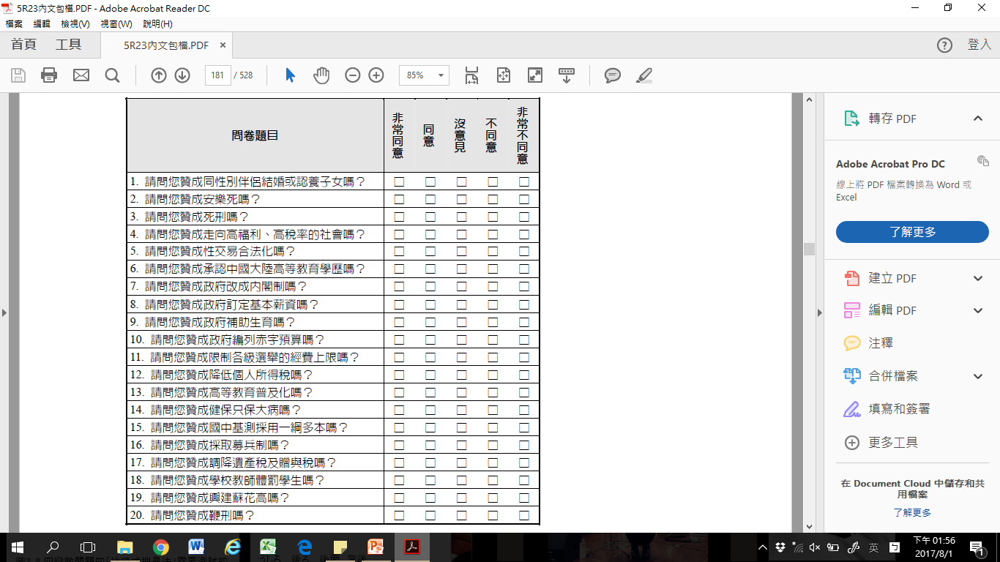 5R23內文包檔.PDF - Adobe Acrobat Reader DC
檔案 編輯 檢視(V) 視窗(W) 說明(H)
首頁 工具 5R23內文包檔.PDF × 登入
181 / 528 85%
問卷題目 非常同意 同意 沒意見 不同意 非常不同意
1. 請問您贊成同性別伴侶結婚或認養子女嗎？ □ □ □ □ □
2. 請問您贊成安樂死嗎？ □ □ □ □ □
3. 請問您贊成死刑嗎？ □ □ □ □ □
4. 請問您贊成走向高福利、高稅率的社會嗎？ □ □ □ □ □
5. 請問您贊成性交易合法化嗎？ □ □ □ □ □
6. 請問您贊成承認中國大陸高等教育學歷嗎？ □ □ □ □ □
7. 請問您贊成政府改成內閣制嗎？ □ □ □ □ □
8. 請問您贊成政府訂定基本薪資嗎？ □ □ □ □ □
9. 請問您贊成政府補助生育嗎？ □ □ □ □ □
10. 請問您贊成政府編列赤字預算嗎？ □ □ □ □ □
11. 請問您贊成限制各級選舉的經費上限嗎？ □ □ □ □ □
12. 請問您贊成降低個人所得稅嗎？ □ □ □ □ □
13. 請問您贊成高等教育普及化嗎？ □ □ □ □ □
14. 請問您贊成健保只保大病嗎？ □ □ □ □ □
15. 請問您贊成國中基測採用一綱多本嗎？ □ □ □ □ □
16. 請問您贊成採取募兵制嗎？ □ □ □ □ □
17. 請問您贊成調降遺產稅及贈與稅嗎？ □ □ □ □ □
18. 請問您贊成學校教師體罰學生嗎？ □ □ □ □ □
19. 請問您贊成興建蘇花高嗎？ □ □ □ □ □
20. 請問您贊成鞭刑嗎？ □ □ □ □ □
轉存 PDF
Adobe Acrobat Pro DC
線上將 PDF 檔案轉換為 Word 或
Excel
了解更多
建立 PDF
編輯 PDF
注釋
合併檔案
填寫和簽署
更多工具
在 Document Cloud 中儲存和共
用檔案
了解更多
英
下午 01:56
2017/8/1
1